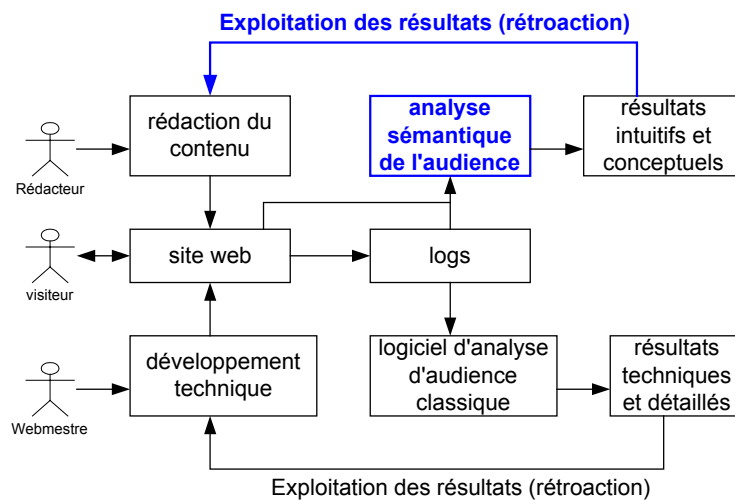 Exploitation des résultats (rétroaction)
rédaction du
contenu
analyse
sémantique
de l'audience
résultats
intuitifs et
conceptuels
Rédacteur
site web
logs
visiteur
développement
technique
logiciel d'analyse
d'audience
classique
résultats
techniques
et détaillés
Webmestre
Exploitation des résultats (rétroaction)